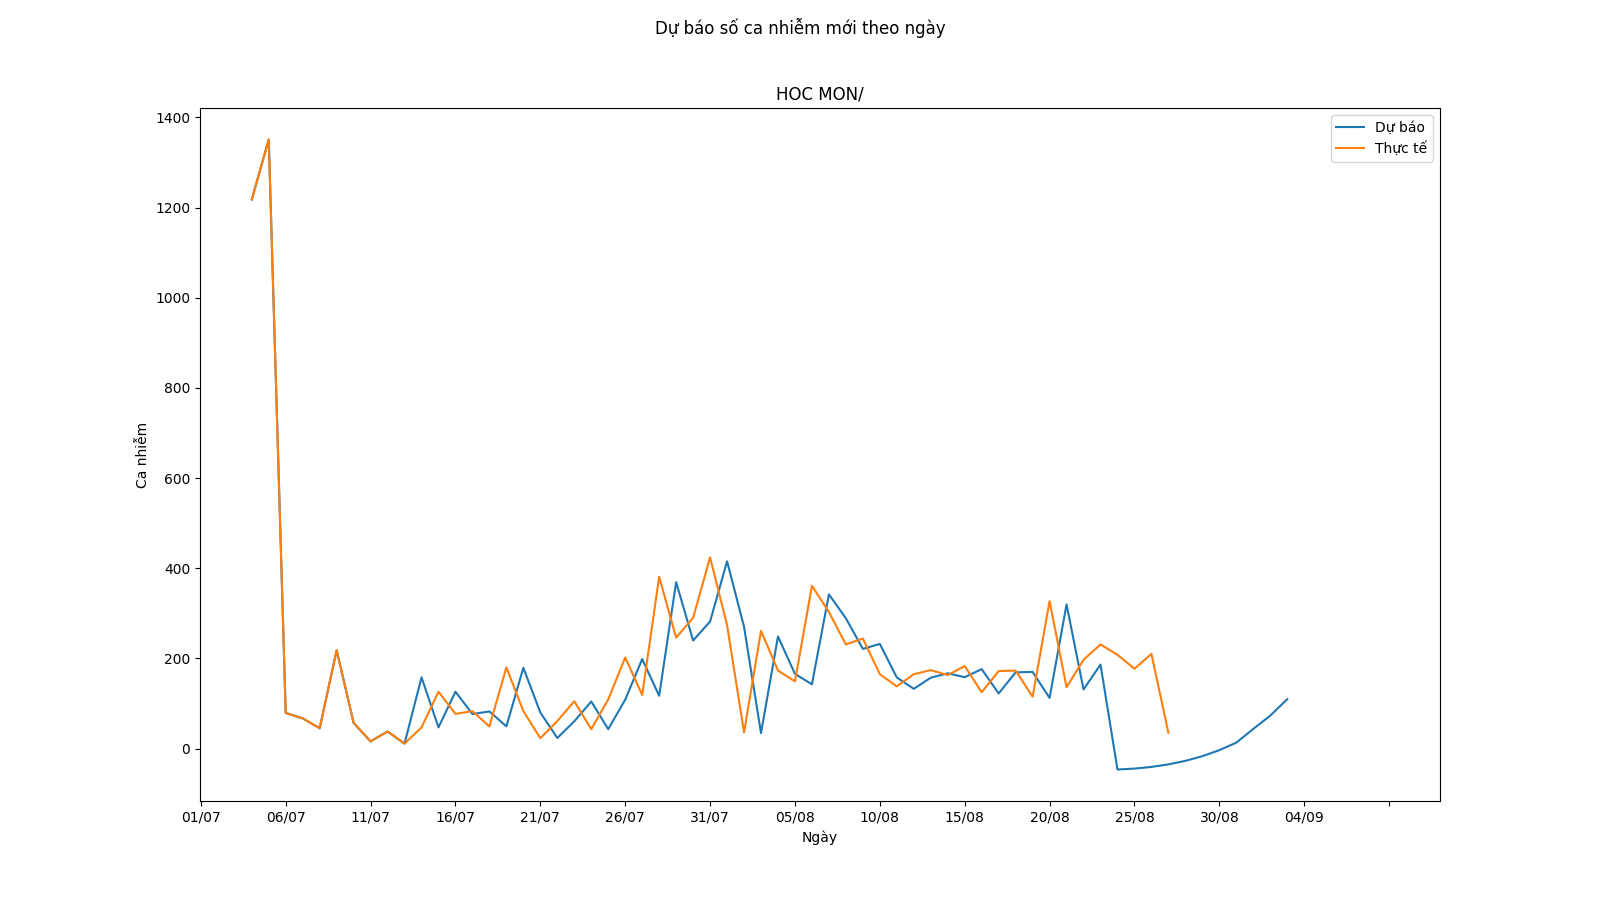 Dự báo số ca nhiễm mới theo ngày
HOC MON/
Dự báo
Thực tế
Ca nhiễm
1400
1200
1000
800
600
400
200
0
01/07 06/07 11/07 16/07 21/07 26/07 31/07 05/08 10/08 15/08 20/08 25/08 30/08 04/09
Ngày